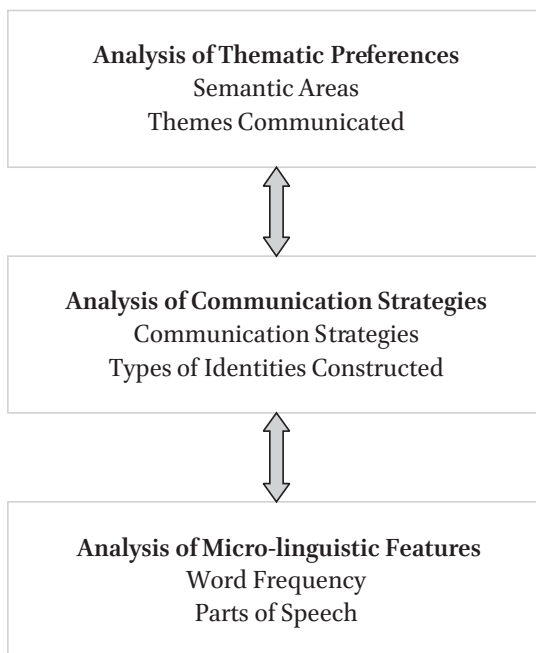 Analysis of Thematic Preferences
Semantic Areas
Themes Communicated
Analysis of Communication Strategies
Communication Strategies
Types of Identities Constructed
Analysis of Micro-linguistic Features
Word Frequency
Parts of Speech